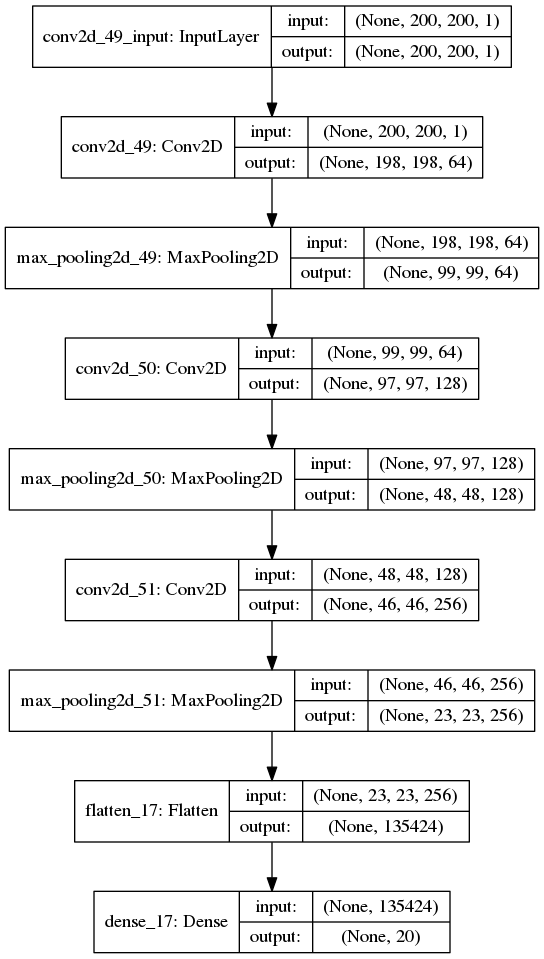 conv2d_49_input: InputLayer
input: (None, 200, 200, 1)
output: (None, 200, 200, 1)
conv2d_49: Conv2D
input: (None, 200, 200, 1)
output: (None, 198, 198, 64)
max_pooling2d_49: MaxPooling2D
input: (None, 198, 198, 64)
output: (None, 99, 99, 64)
conv2d_50: Conv2D
input: (None, 99, 99, 64)
output: (None, 97, 97, 128)
max_pooling2d_50: MaxPooling2D
input: (None, 97, 97, 128)
output: (None, 48, 48, 128)
conv2d_51: Conv2D
input: (None, 48, 48, 128)
output: (None, 46, 46, 256)
max_pooling2d_51: MaxPooling2D
input: (None, 46, 46, 256)
output: (None, 23, 23, 256)
flatten_17: Flatten
input: (None, 23, 23, 256)
output: (None, 135424)
dense_17: Dense
input: (None, 135424)
output: (None, 20)